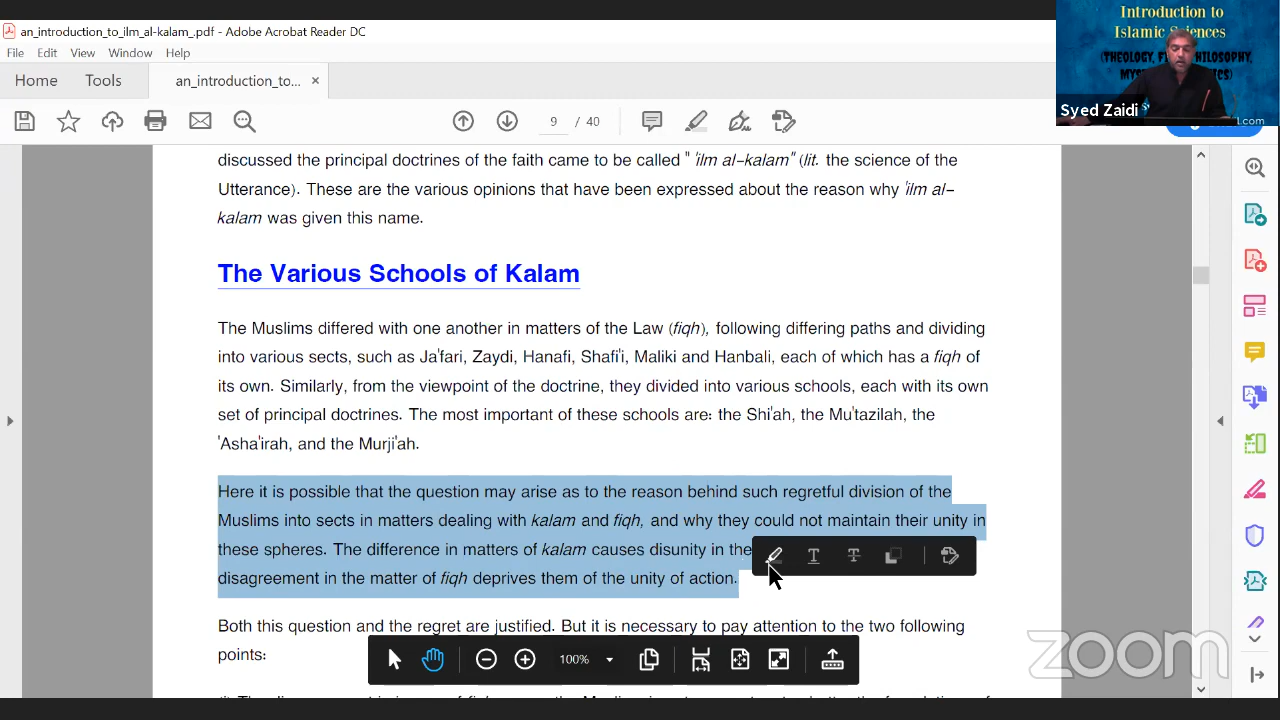 an_introduction_to_ilm_al-kalam_.pdf - Adobe Acrobat Reader DC
File Edit View Window Help
Home Tools an_introduction_to... ×
9 / 40
Introduction to
Islamic Sciences
Syed Zaidi
.com
discussed the principal doctrines of the faith came to be called " 'ilm al–kalam" (lit. the science of the
Utterance). These are the various opinions that have been expressed about the reason why 'ilm al–
kalam was given this name.
The Various Schools of Kalam
The Muslims differed with one another in matters of the Law (fiqh), following differing paths and dividing
into various sects, such as Ja'fari, Zaydi, Hanafi, Shafi'i, Maliki and Hanbali, each of which has a fiqh of
its own. Similarly, from the viewpoint of the doctrine, they divided into various schools, each with its own
set of principal doctrines. The most important of these schools are: the Shi'ah, the Mu'tazilah, the
'Asha'irah, and the Murji'ah.
Here it is possible that the question may arise as to the reason behind such regretful division of the
Muslims into sects in matters dealing with kalam and fiqh, and why they could not maintain their unity in
these spheres. The difference in matters of kalam causes disunity in the
disagreement in the matter of fiqh deprives them of the unity of action.
Both this question and the regret are justified. But it is necessary to pay attention to the two following
points:
100%
zoom